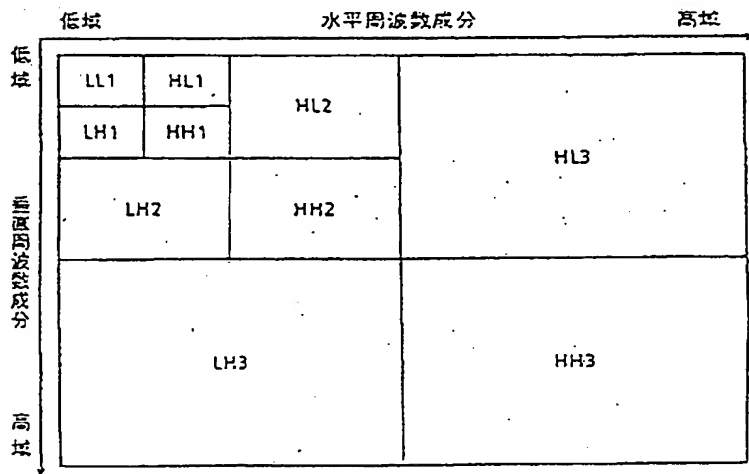 低域 水平周波数成分 高域
低域
垂直周波数成分
高域
LL1 HL1
HL2
LH1 HH1
HL3
LH2 HH2
LH3 HH3